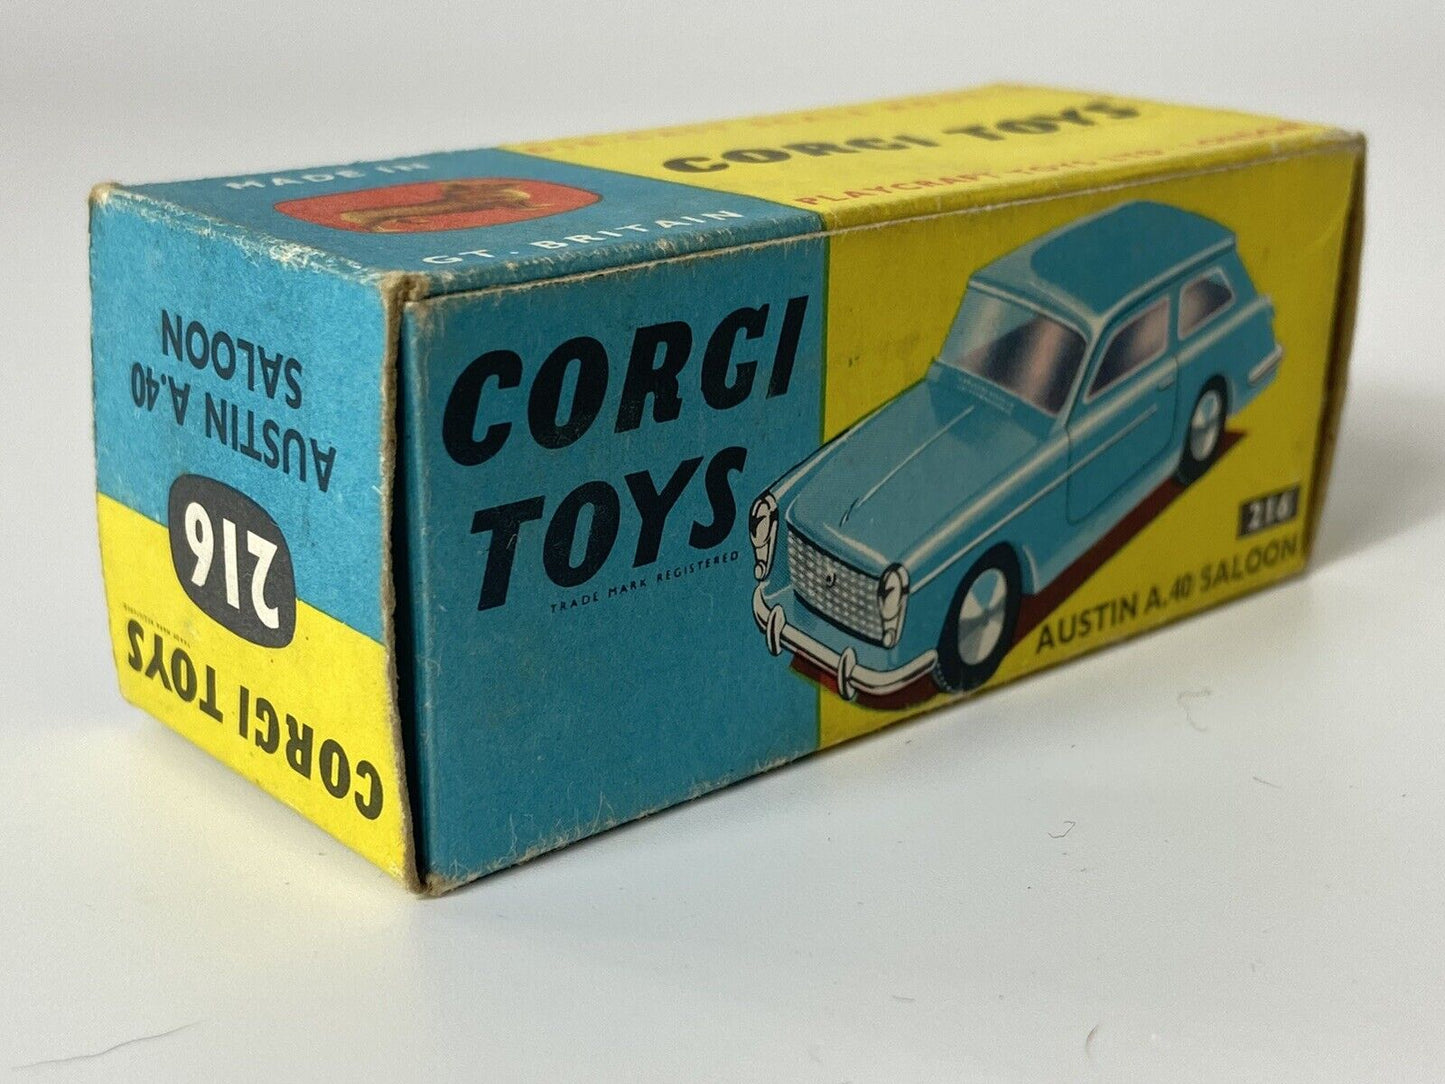 MADE IN
GT. BRITAIN
CORGI TOYS
PLAYCRAFT TOYS LTD. LONDON
CORGI
TOYS
TRADE MARK REGISTERED
216
AUSTIN A.40 SALOON
CORGI TOYS
216
AUSTIN A.40
SALOON